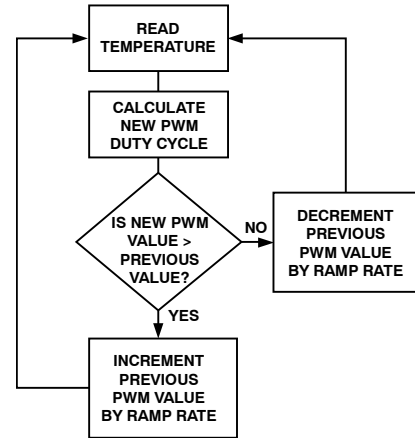 READ
TEMPERATURE
CALCULATE
NEW PWM
DUTY CYCLE
IS NEW PWM
VALUE >
PREVIOUS
VALUE?
NO
DECREMENT
PREVIOUS
PWM VALUE
BY RAMP RATE
YES
INCREMENT
PREVIOUS
PWM VALUE
BY RAMP RATE